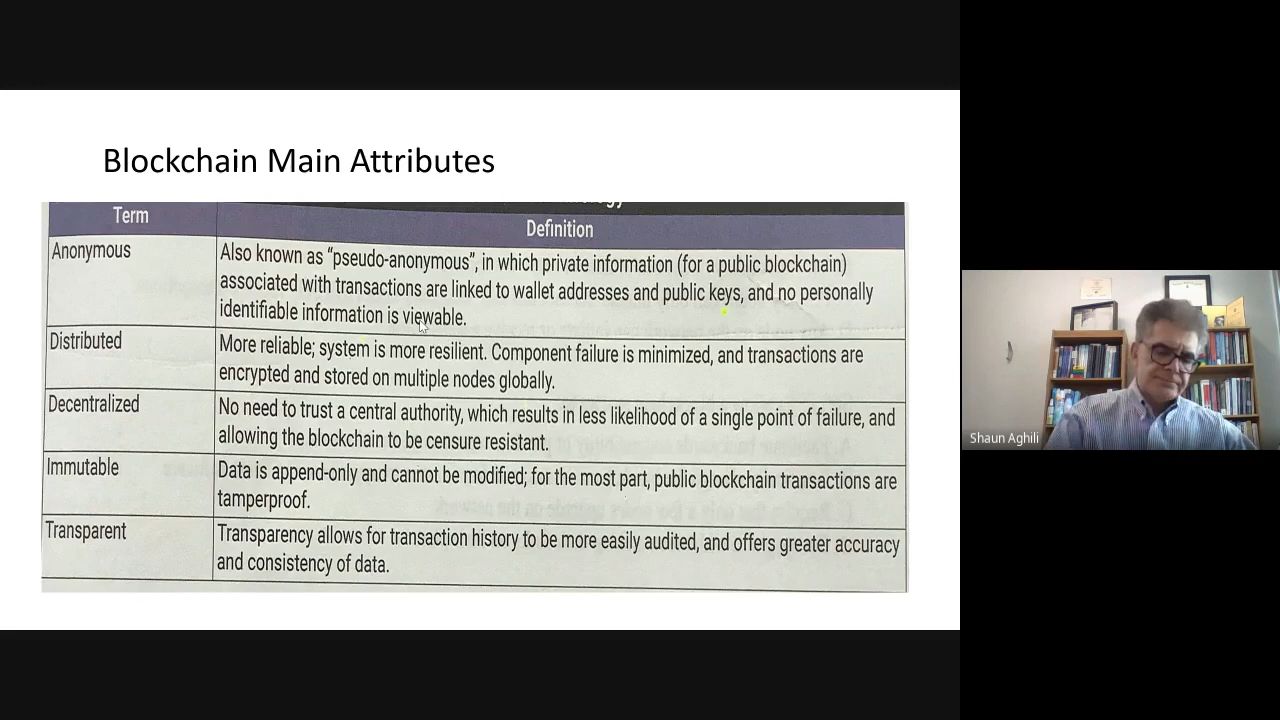 Blockchain Main Attributes
Term
Definition
Anonymous
Also known as “pseudo-anonymous”, in which private information (for a public blockchain)
associated with transactions are linked to wallet addresses and public keys, and no personally
identifiable information is viewable.
Distributed
More reliable; system is more resilient. Component failure is minimized, and transactions are
encrypted and stored on multiple nodes globally.
Decentralized
No need to trust a central authority, which results in less likelihood of a single point of failure, and
allowing the blockchain to be censure resistant.
Immutable
Data is append-only and cannot be modified; for the most part, public blockchain transactions are
tamperproof.
Transparent
Transparency allows for transaction history to be more easily audited, and offers greater accuracy
and consistency of data.
Shaun Aghili